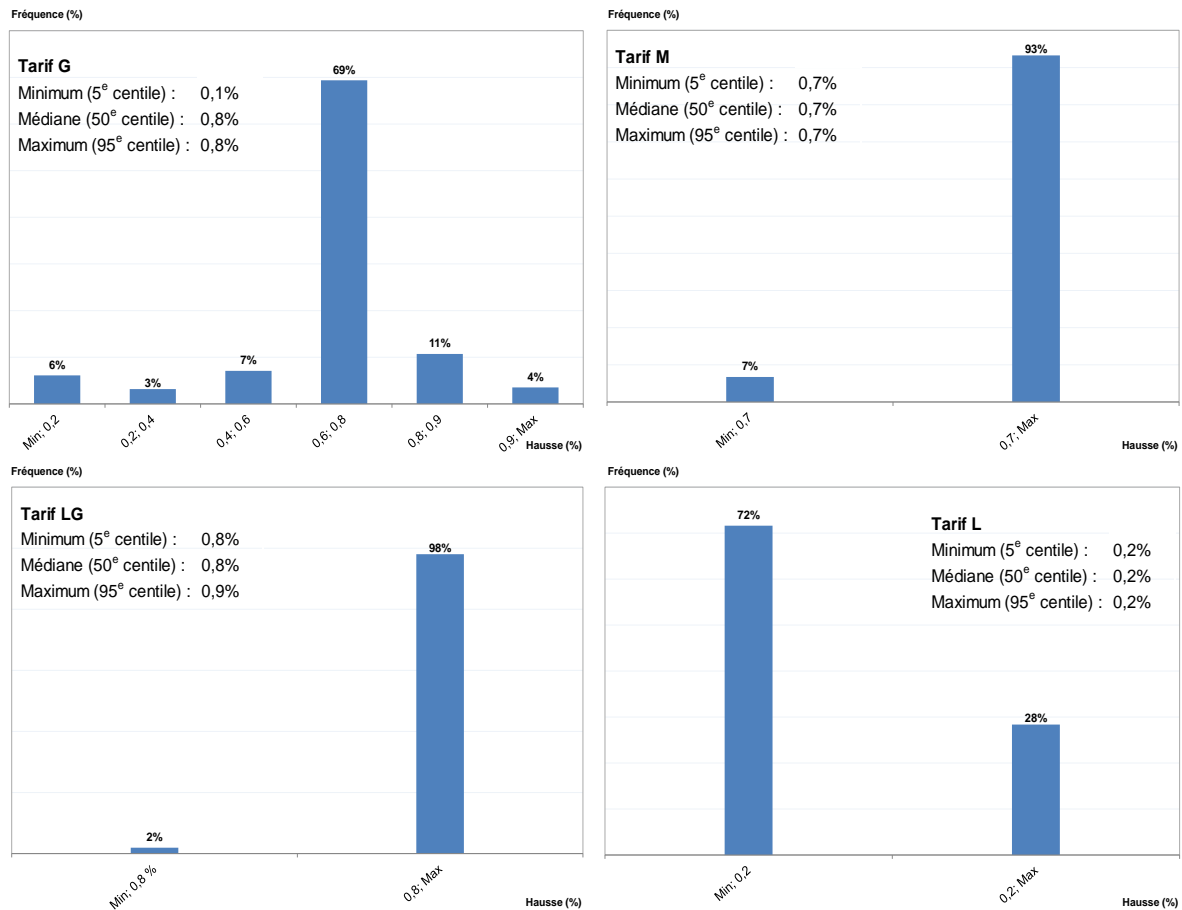 Fréquence (%)
Tarif G
Minimum (5e centile) : 0,1%
Médiane (50e centile) : 0,8%
Maximum (95e centile) : 0,8%
69%
6%
3%
7%
11%
4%
Min; 0,2
0,2; 0,4
0,4; 0,6
0,6; 0,8
0,8; 0,9
0,9; Max
Hausse (%)
Fréquence (%)
Tarif M
Minimum (5e centile) : 0,7%
Médiane (50e centile) : 0,7%
Maximum (95e centile) : 0,7%
93%
7%
Min; 0,7
0,7; Max
Hausse (%)
Fréquence (%)
Tarif LG
Minimum (5e centile) : 0,8%
Médiane (50e centile) : 0,8%
Maximum (95e centile) : 0,9%
98%
2%
Min; 0,8 %
0,8; Max
Hausse (%)
Fréquence (%)
72%
Tarif L
Minimum (5e centile) : 0,2%
Médiane (50e centile) : 0,2%
Maximum (95e centile) : 0,2%
28%
Min; 0,2
0,2; Max
Hausse (%)